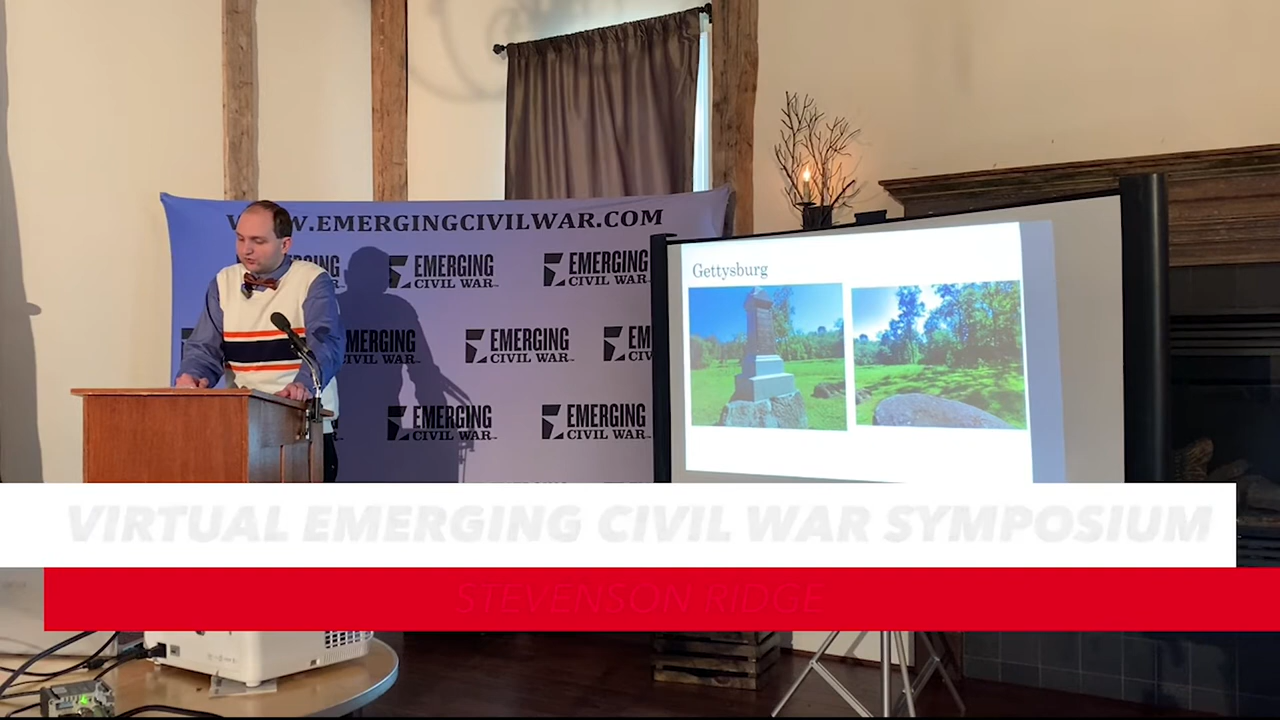 W.EMERGINGCIVILWAR.COM
EMERGING
CIVIL WAR
EMERGING
CIVIL WAR
EMERGING
CIVIL WAR
EMERGING
CIVIL WAR
EMERGING
CIVIL WAR
EMERGING
CIVIL WAR
Gettysburg
VIRTUAL EMERGING CIVIL WAR SYMPOSIUM
STEVENSON RIDGE